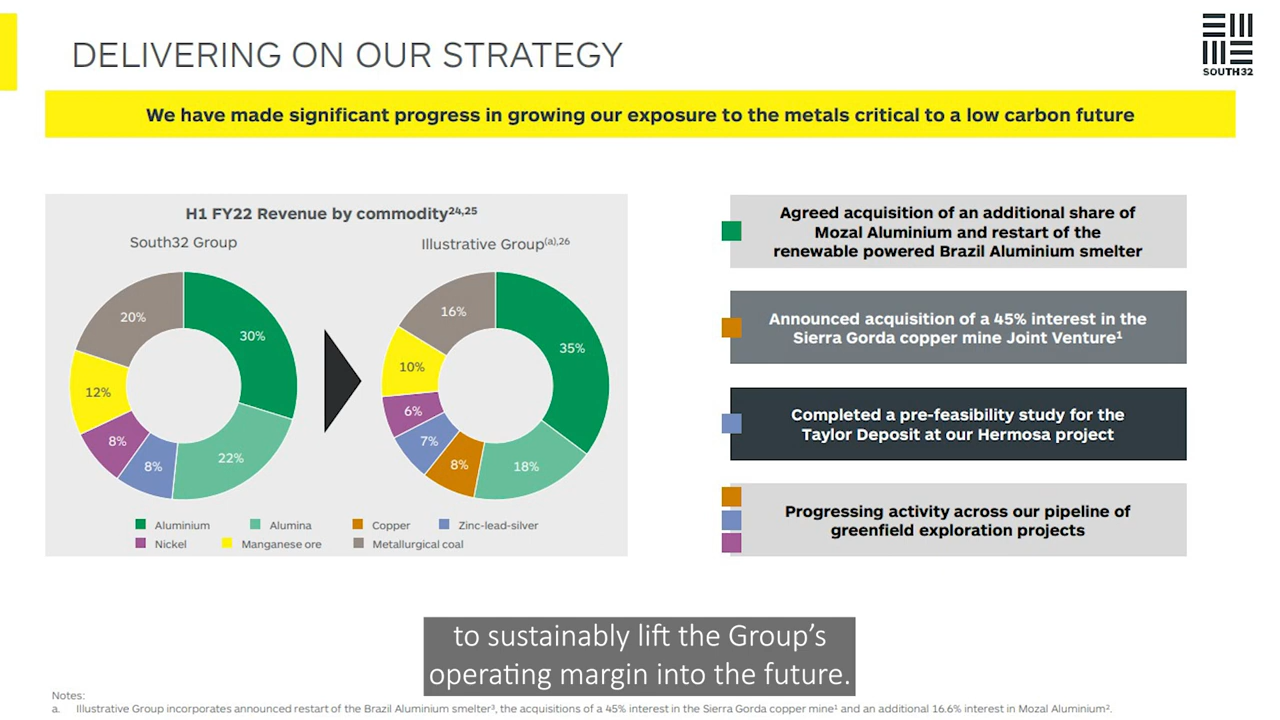 DELIVERING ON OUR STRATEGY
SOUTH32
We have made significant progress in growing our exposure to the metals critical to a low carbon future
H1 FY22 Revenue by commodity²⁴,²⁵
South32 Group
Illustrative Group⁽ᵃ⁾,²⁶
20%
30%
12%
8%
8%
22%
16%
35%
10%
6%
7%
8%
18%
Aluminium
Alumina
Copper
Zinc-lead-silver
Nickel
Manganese ore
Metallurgical coal
Agreed acquisition of an additional share of
Mozal Aluminium and restart of the
renewable powered Brazil Aluminium smelter
Announced acquisition of a 45% interest in the
Sierra Gorda copper mine Joint Venture¹
Completed a pre-feasibility study for the
Taylor Deposit at our Hermosa project
Progressing activity across our pipeline of
greenfield exploration projects
to sustainably lift the Group’s
operating margin into the future.
Notes:
a. Illustrative Group incorporates announced restart of the Brazil Aluminium smelter³, the acquisitions of a 45% interest in the Sierra Gorda copper mine¹ and an additional 16.6% interest in Mozal Aluminium².